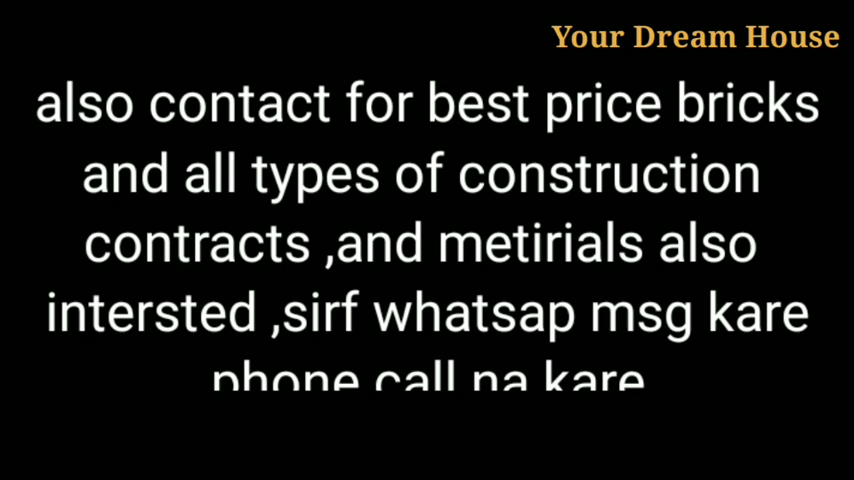 Your Dream House
also contact for best price bricks
and all types of construction
contracts ,and metirials also
intersted ,sirf whatsap msg kare
phone call na kare